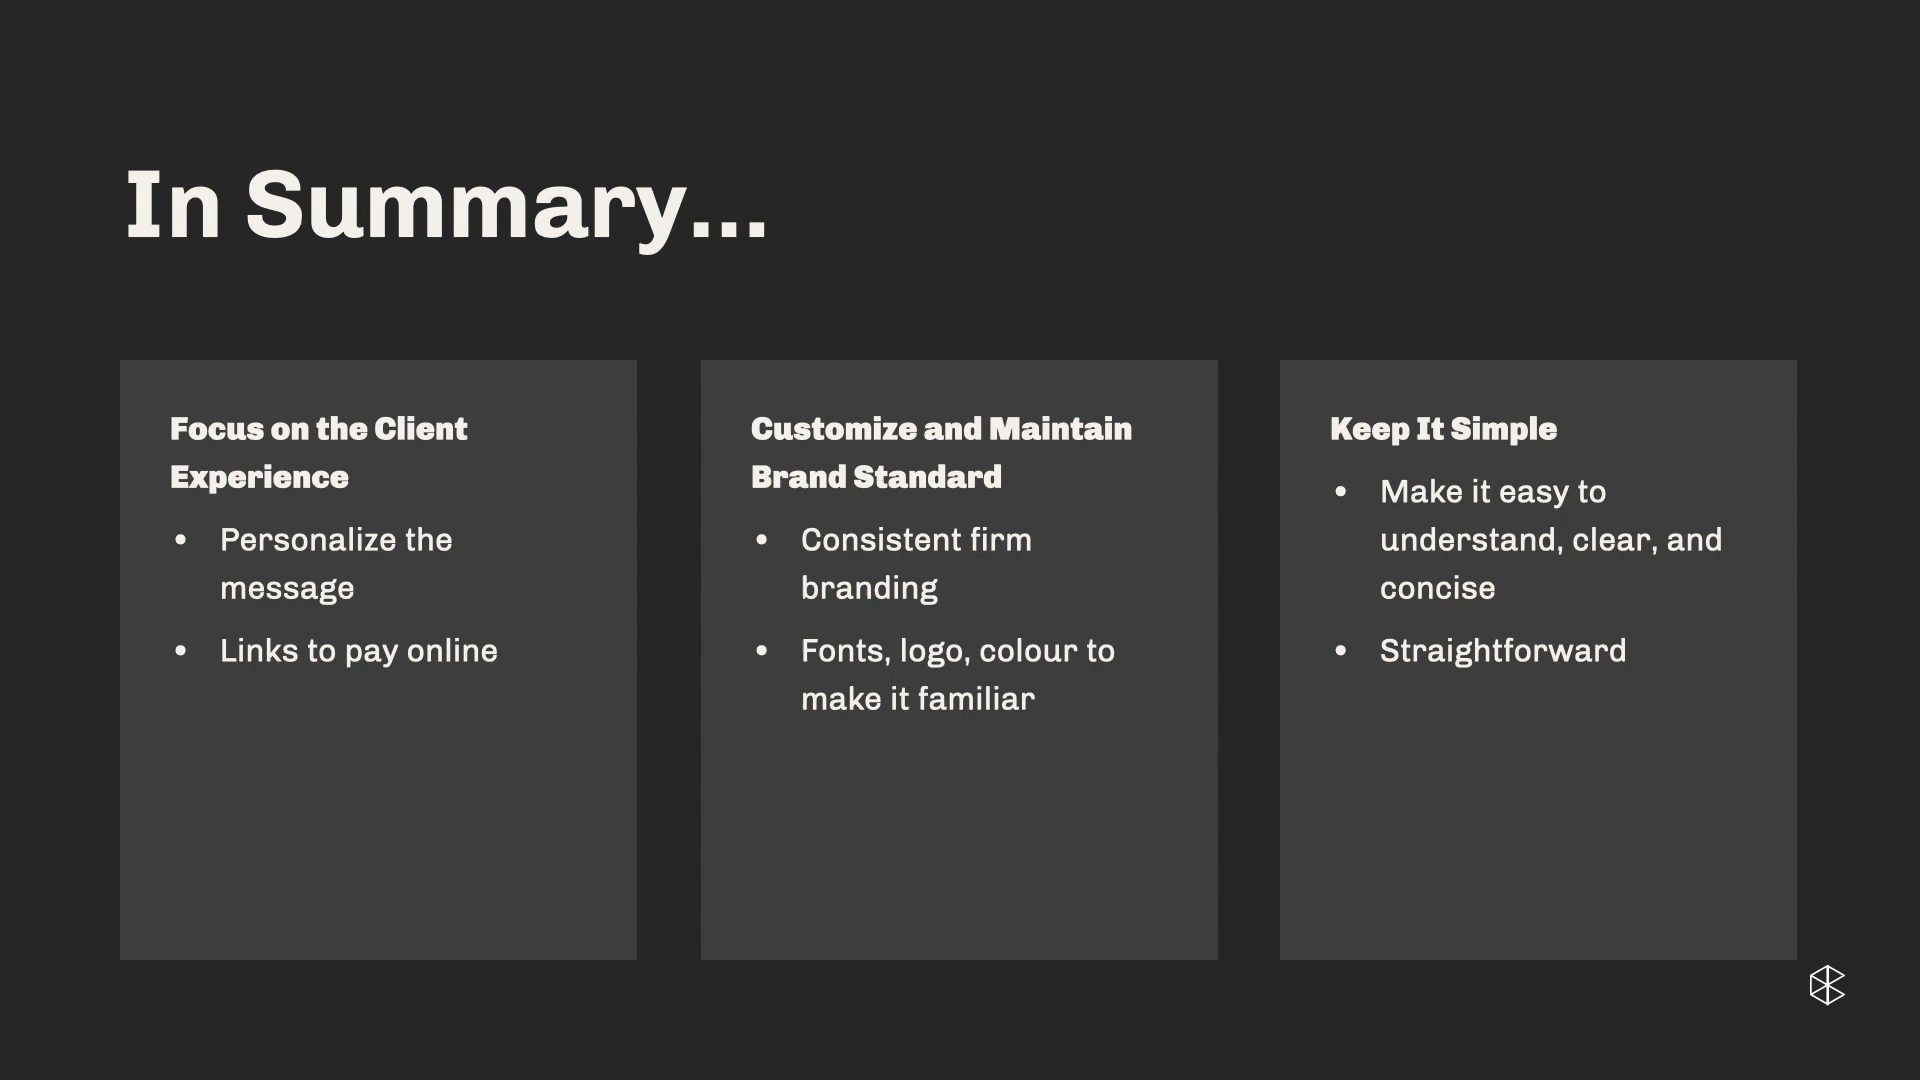 In Summary...
Focus on the Client
Experience
• Personalize the
message
• Links to pay online
Customize and Maintain
Brand Standard
• Consistent firm
branding
• Fonts, logo, colour to
make it familiar
Keep It Simple
• Make it easy to
understand, clear, and
concise
• Straightforward